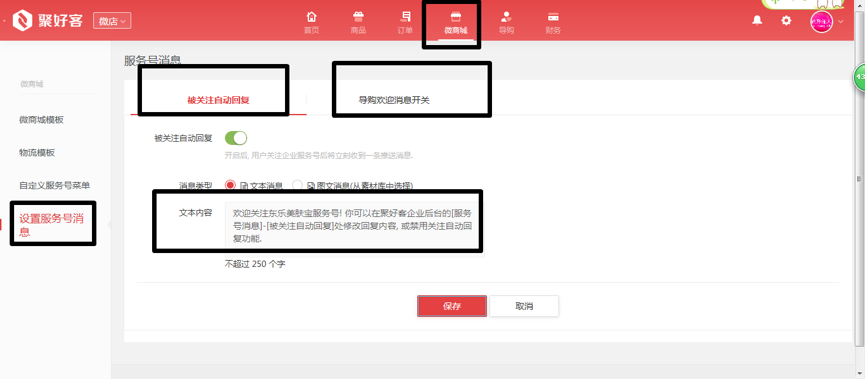 聚好客 微店
首页 商品 订单 微商城 导购 财务
43
服务号消息
微商城
微商城模板
物流模板
自定义服务号菜单
设置服务号消
息
被关注自动回复 导购欢迎消息开关
被关注自动回复
开启后, 用户关注企业服务号后将立刻收到一条推送消息.
消息类型 文本消息 图文消息(从素材库中选择)
文本内容
欢迎关注东乐美肤宝服务号! 你可以在聚好客企业后台的[服
务号消息]-[被关注自动回复]处修改回复内容, 或禁用关注自动回
复功能.
不超过 250 个字
保存 取消